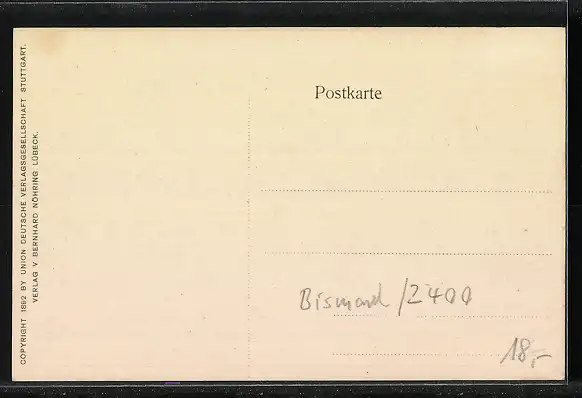 COPYRIGHT 1892 BY UNION DEUTSCHE VERLAGSGESELLSCHAFT STUTTGART.
VERLAG V BERNHARD NÖHRING LÜBECK.
Postkarte
Bismarck /2400
18,-